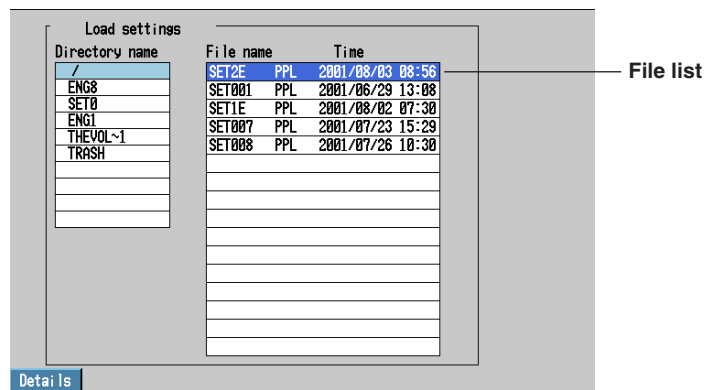 Load settings
Directory name
/
ENG8
SET0
ENG1
THEVOL~1
TRASH
File name Time
SET2E PPL 2001/08/03 08:56
SET001 PPL 2001/06/29 13:08
SET1E PPL 2001/08/02 07:30
SET007 PPL 2001/07/23 15:29
SET008 PPL 2001/07/26 10:30
File list
Details